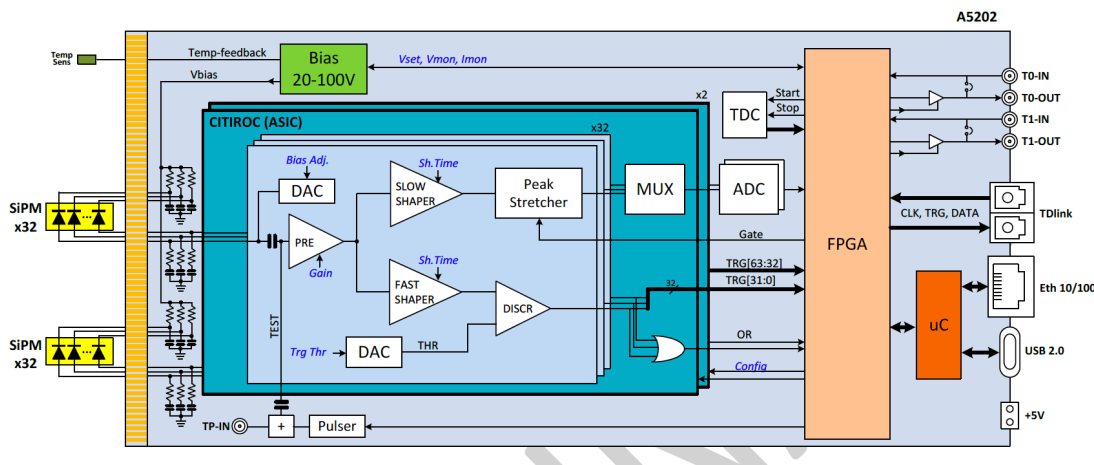 A5202
Temp
Sens
Temp-feedback
Bias
20-100V
Vset, Vmon, Imon
Vbias
T0-IN
T0-OUT
T1-IN
T1-OUT
x2
CITIROC (ASIC)
x32
Start
Stop
TDC
Bias Adj.
DAC
Sh.Time
SLOW
SHAPER
Peak
Stretcher
MUX
ADC
FPGA
SiPM
x32
TDlink
CLK, TRG, DATA
PRE
Gain
Gate
Sh.Time
FAST
SHAPER
DISCR
TRG[63:32]
TRG[31:0]
32
Eth 10/100
uC
TEST
Trg Thr
DAC
THR
OR
SiPM
x32
USB 2.0
Config
TP-IN
+
Pulser
+5V